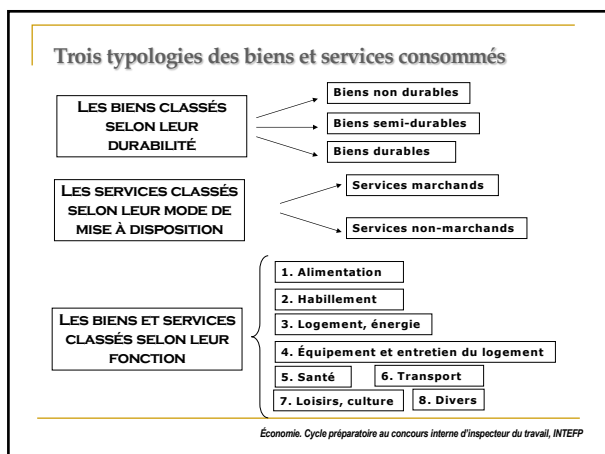 Trois typologies des biens et services consommés
LES BIENS CLASSÉS
SELON LEUR
DURABILITÉ
Biens non durables
Biens semi-durables
Biens durables
LES SERVICES CLASSÉS
SELON LEUR MODE DE
MISE À DISPOSITION
Services marchands
Services non-marchands
LES BIENS ET SERVICES
CLASSÉS SELON LEUR
FONCTION
1. Alimentation
2. Habillement
3. Logement, énergie
4. Équipement et entretien du logement
5. Santé
6. Transport
7. Loisirs, culture
8. Divers
Économie. Cycle préparatoire au concours interne d'inspecteur du travail, INTEFP